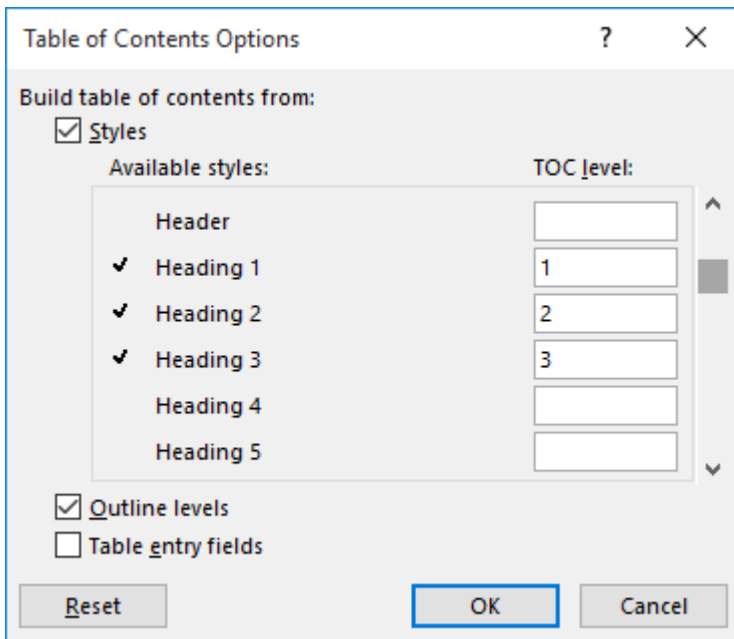 Table of Contents Options ?
Build table of contents from:
Styles
Available styles: TOC level:
Header
Heading 1 1
Heading 2 2
Heading 3 3
Heading 4
Heading 5
Outline levels
Table entry fields
Reset OK Cancel